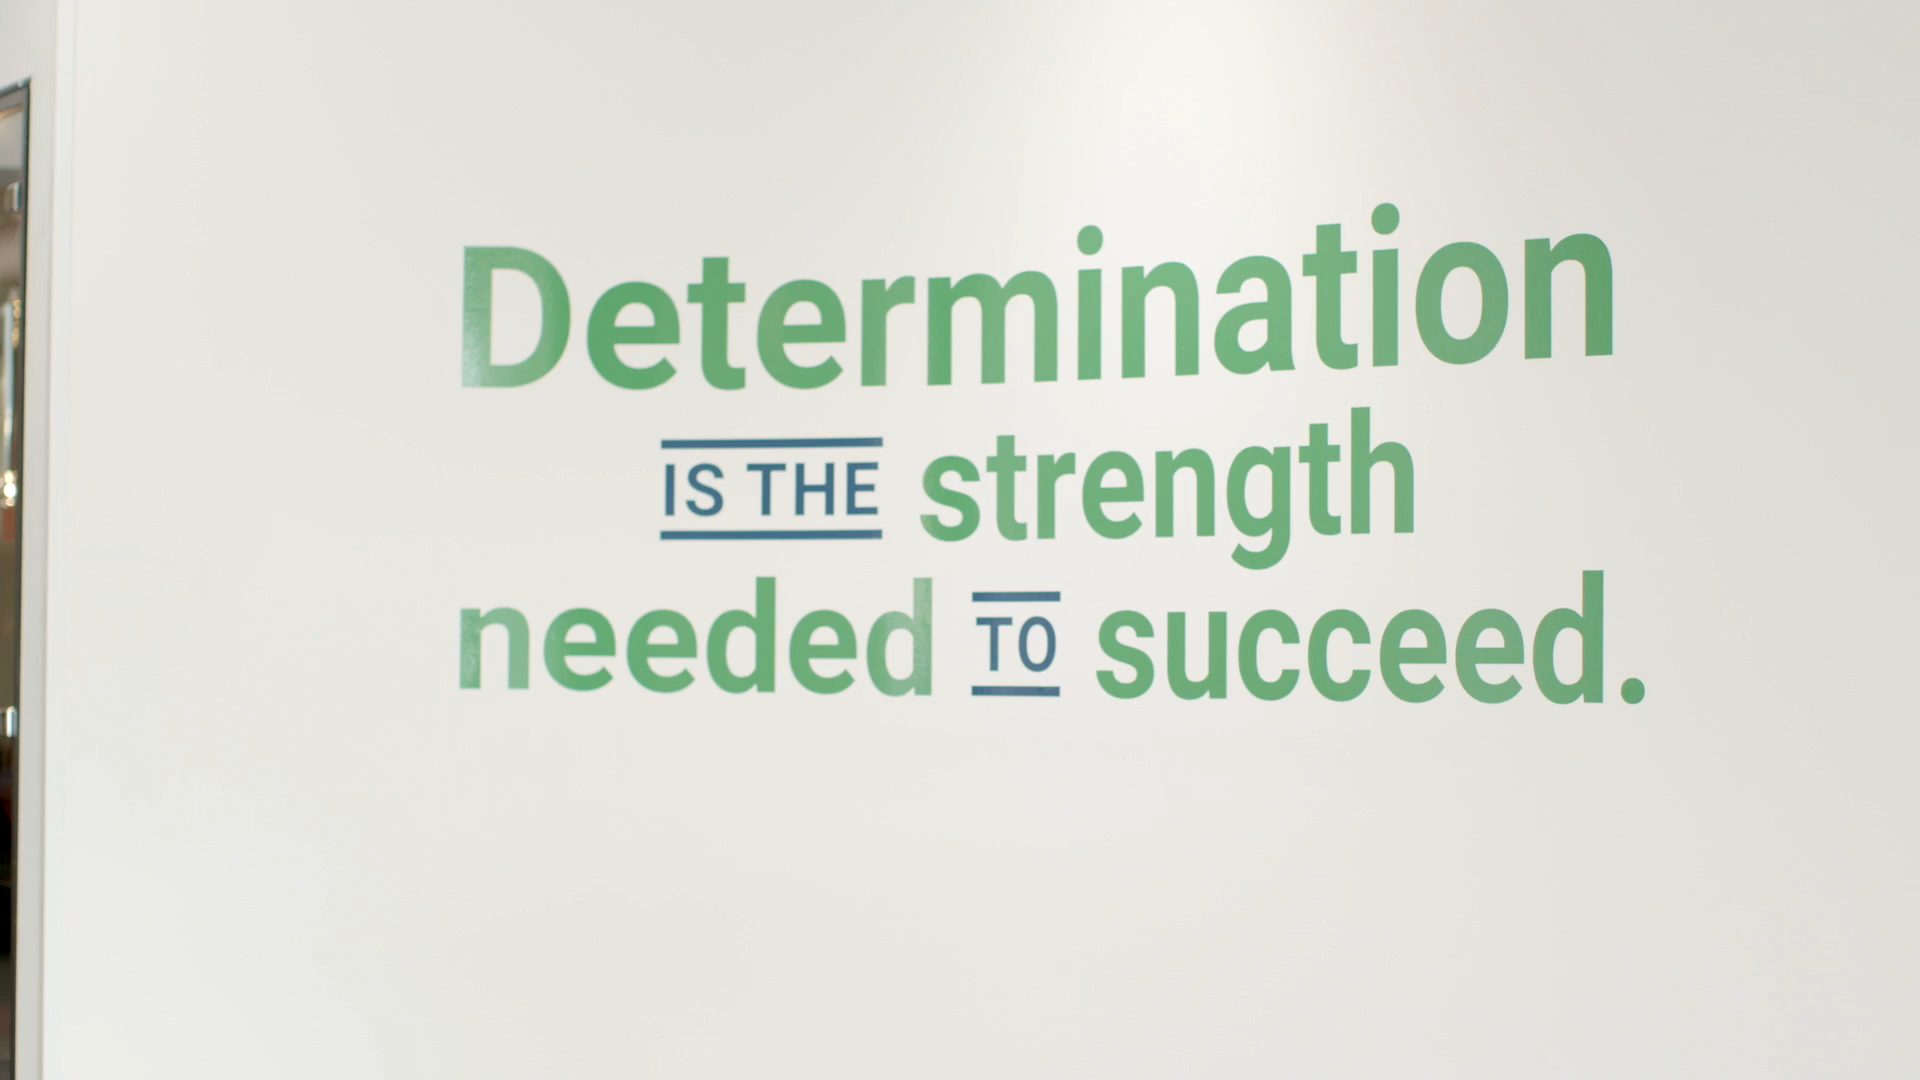 Determination
IS THE strength
needed TO succeed.